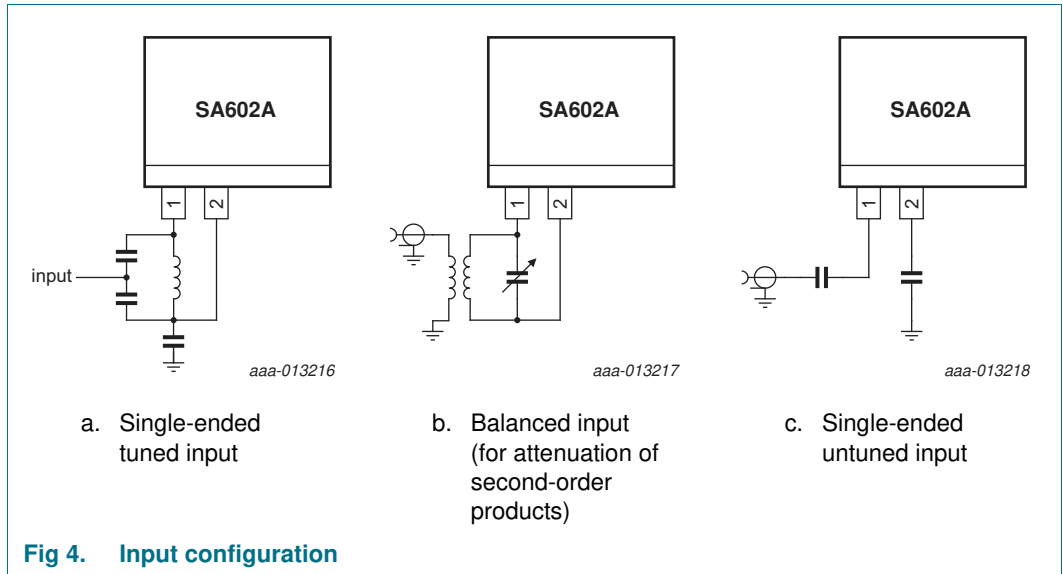 SA602A
1
2
input
aaa-013216
a. Single-ended
tuned input
SA602A
1
2
aaa-013217
b. Balanced input
(for attenuation of
second-order
products)
SA602A
1
2
aaa-013218
c. Single-ended
untuned input
Fig 4. Input configuration